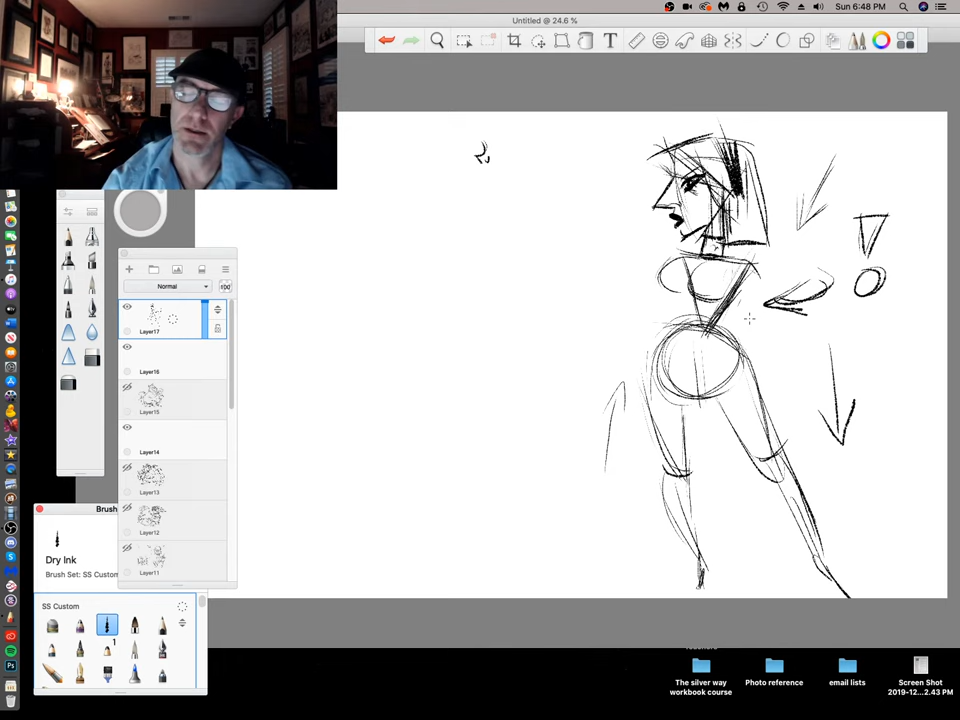 Sun 6:48 PM
Untitled @ 24.6 %
Normal
100
Layer17
Layer16
Layer15
Layer14
Layer13
Layer12
Layer11
Brush
Dry Ink
Brush Set: SS Custom
SS Custom
1
The silver way
workbook course
Photo reference
email lists
Screen Shot
2019-12...2.43 PM